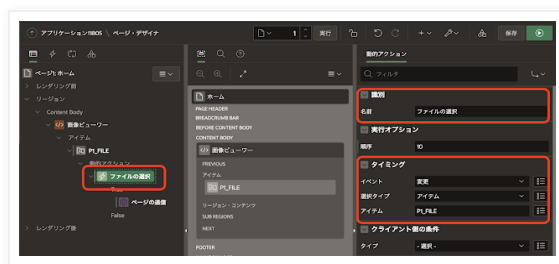 アプリケーション11805 \ ページ・デザイナ
1
実行
保存
ページ1: ホーム
レンダリング前
リージョン
Content Body
画像ビューワー
アイテム
P1_FILE
動的アクション
ファイルの選択
True
ページの送信
False
レンダリング後
ホーム
PAGE HEADER
BREADCRUMB BAR
BEFORE CONTENT BODY
CONTENT BODY
画像ビューワー
PREVIOUS
アイテム
P1_FILE
リージョン・コンテンツ
SUB REGIONS
NEXT
FOOTER
動的アクション
フィルタ
識別
名前 ファイルの選択
実行オプション
順序 10
タイミング
イベント 変更
選択タイプ アイテム
アイテム P1_FILE
クライアント側の条件
タイプ - 選択 -